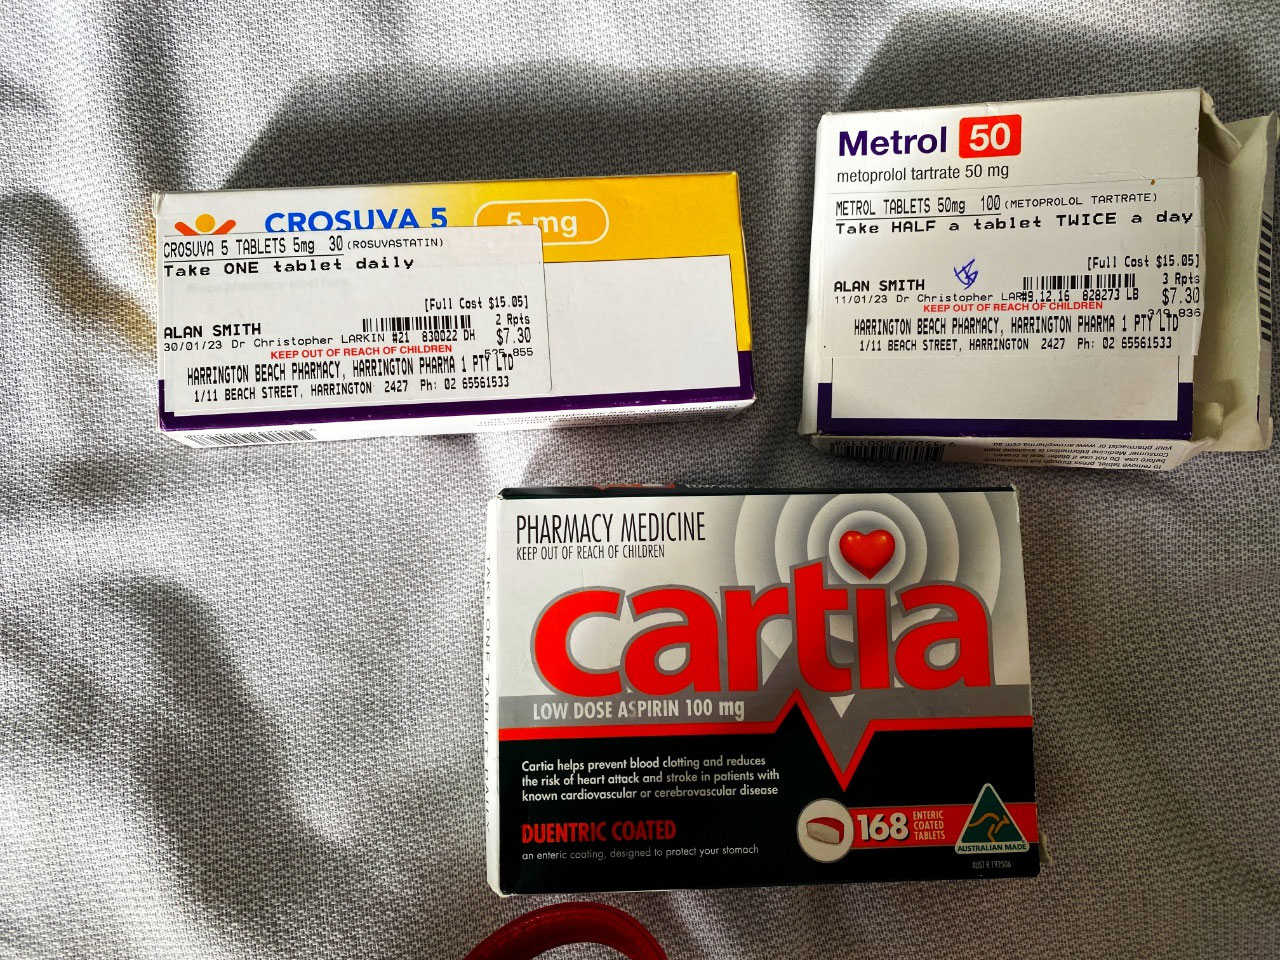 CROSUVA 5
5 mg
CROSUVA 5 TABLETS 5mg 30 (ROSUVASTATIN)
Take ONE tablet daily
[Full Cost $15.05]
2 Rpts
ALAN SMITH
30/01/23 Dr Christopher LARKIN #21 830022 DH $7.30
KEEP OUT OF REACH OF CHILDREN
HARRINGTON BEACH PHARMACY, HARRINGTON PHARMA 1 PTY LTD
1/11 BEACH STREET, HARRINGTON 2427 Ph: 02 65561533
Metrol 50
metoprolol tartrate 50 mg
METROL TABLETS 50mg 100 (METOPROLOL TARTRATE)
Take HALF a tablet TWICE a day
[Full Cost $15.05]
3 Rpts
ALAN SMITH
11/01/23 Dr Christopher LAR#9,12,16 828273 LB $7.30
KEEP OUT OF REACH OF CHILDREN
HARRINGTON BEACH PHARMACY, HARRINGTON PHARMA 1 PTY LTD
1/11 BEACH STREET, HARRINGTON 2427 Ph: 02 65561533
PHARMACY MEDICINE
KEEP OUT OF REACH OF CHILDREN
cartia
LOW DOSE ASPIRIN 100 mg
Cartia helps prevent blood clotting and reduces
the risk of heart attack and stroke in patients with
known cardiovascular or cerebrovascular disease
DUENTRIC COATED
an enteric coating, designed to protect your stomach
168 ENTERIC
COATED
TABLETS
AUSTRALIAN MADE